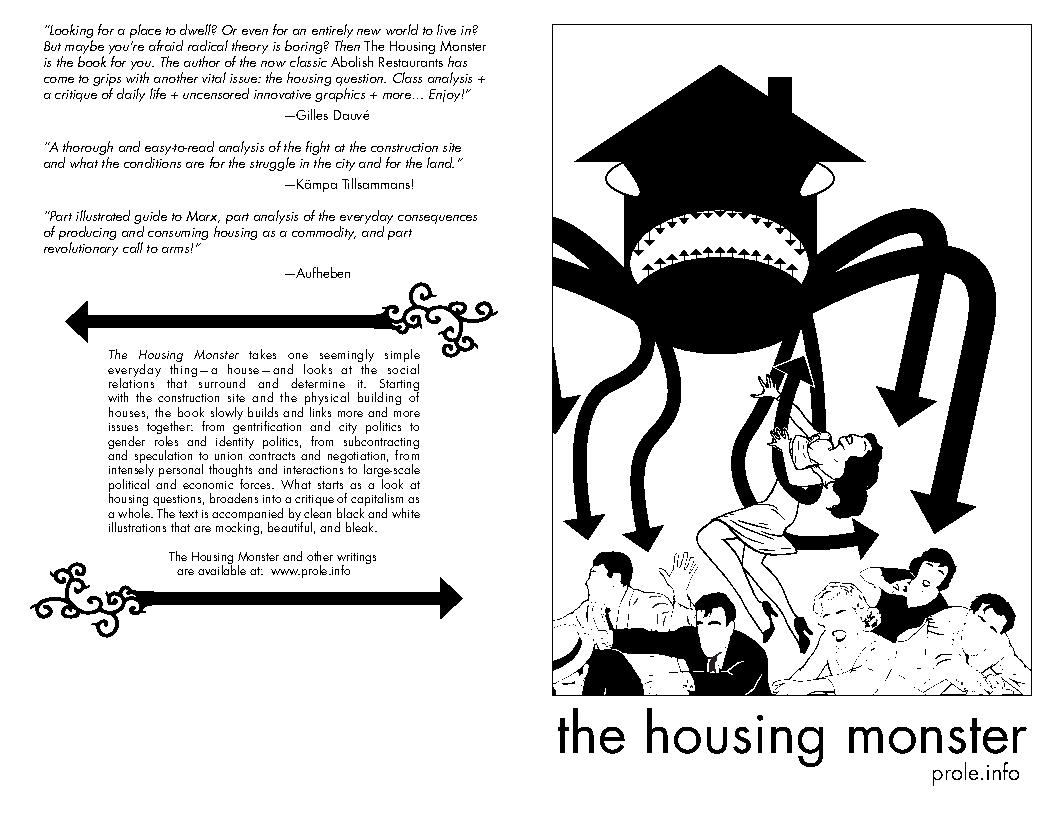 “Looking for a place to dwell? Or even for an entirely new world to live in?
But maybe you’re afraid radical theory is boring? Then The Housing Monster
is the book for you. The author of the now classic Abolish Restaurants has
come to grips with another vital issue: the housing question. Class analysis +
a critique of daily life + uncensored innovative graphics + more... Enjoy!”
—Gilles Dauvé
“A thorough and easy-to-read analysis of the fight at the construction site
and what the conditions are for the struggle in the city and for the land.”
—Kämpa Tillsammans!
“Part illustrated guide to Marx, part analysis of the everyday consequences
of producing and consuming housing as a commodity, and part
revolutionary call to arms!”
—Aufheben
The Housing Monster takes one seemingly simple
everyday thing—a house—and looks at the social
relations that surround and determine it. Starting
with the construction site and the physical building of
houses, the book slowly builds and links more and more
issues together: from gentrification and city politics to
gender roles and identity politics, from subcontracting
and speculation to union contracts and negotiation, from
intensely personal thoughts and interactions to large-scale
political and economic forces. What starts as a look at
housing questions, broadens into a critique of capitalism as
a whole. The text is accompanied by clean black and white
illustrations that are mocking, beautiful, and bleak.
The Housing Monster and other writings
are available at: www.prole.info
the housing monster
prole.info